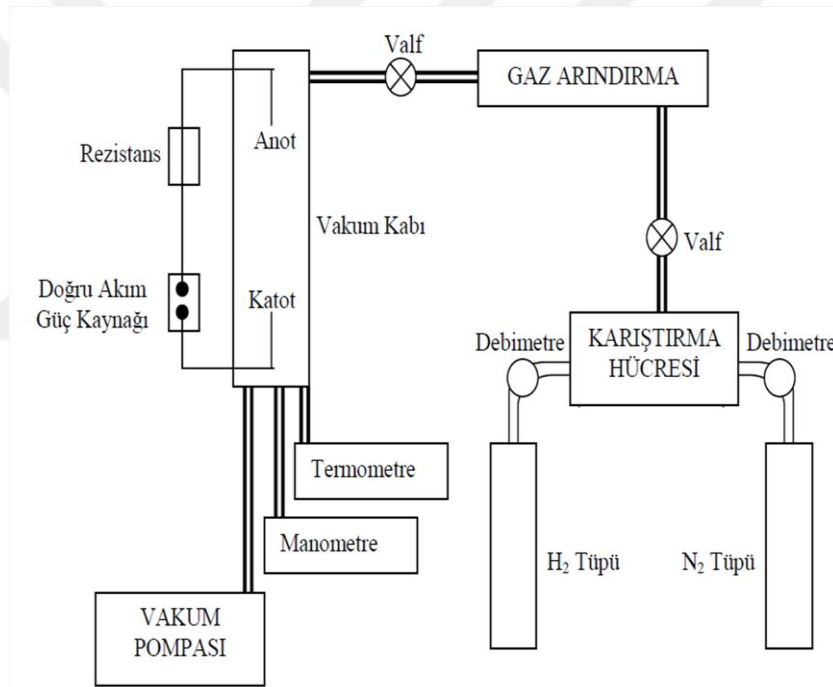 Valf
GAZ ARINDIRMA
Anot
Rezistans
Vakum Kabı
Valf
Doğru Akım
Güç Kaynağı
Katot
Debimetre
KARIŞTIRMA
HÜCRESİ
Debimetre
Termometre
Manometre
H₂ Tüpü
N₂ Tüpü
VAKUM
POMPASI